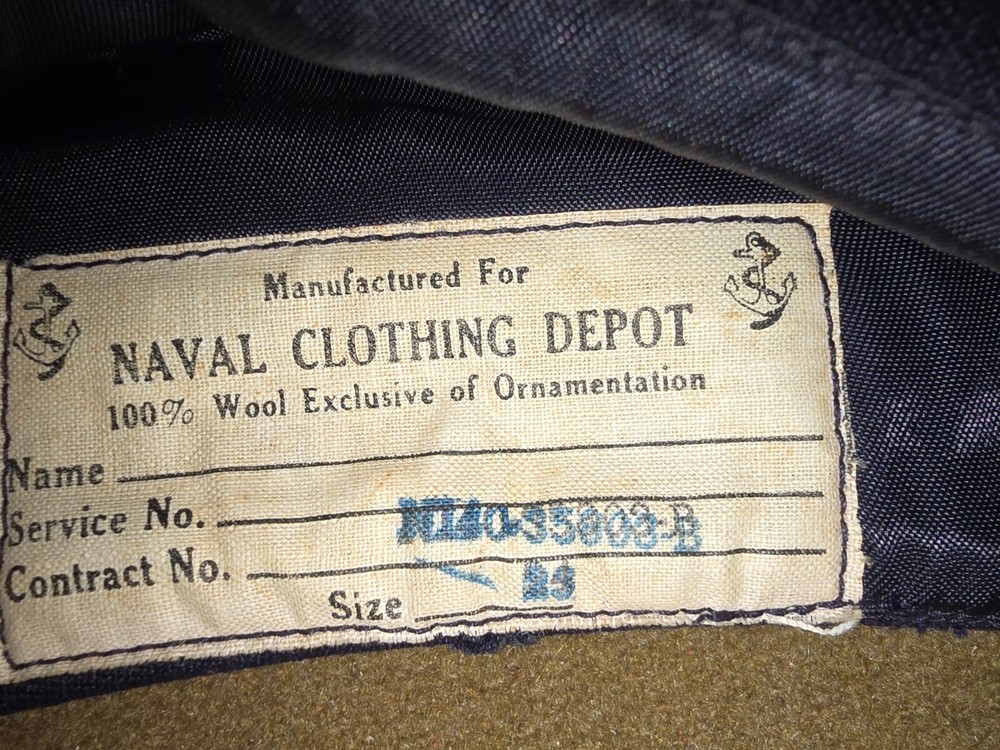 Manufactured For
NAVAL CLOTHING DEPOT
100% Wool Exclusive of Ornamentation
Name
Service No.
Contract No.
Size